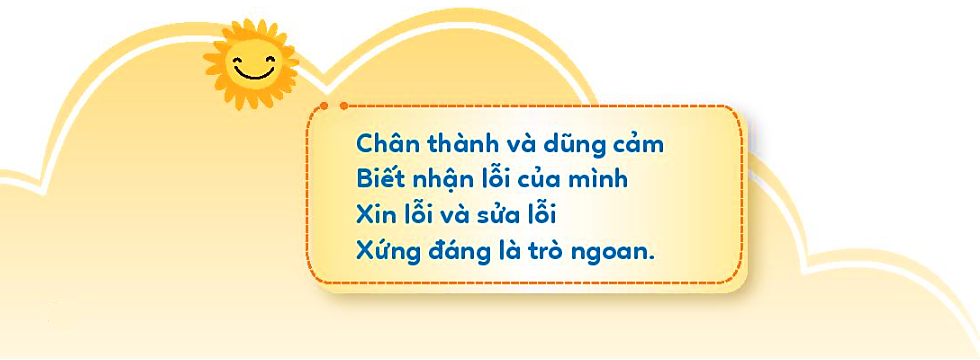 Chân thành và dũng cảm
Biết nhận lỗi của mình
Xin lỗi và sửa lỗi
Xứng đáng là trò ngoan.